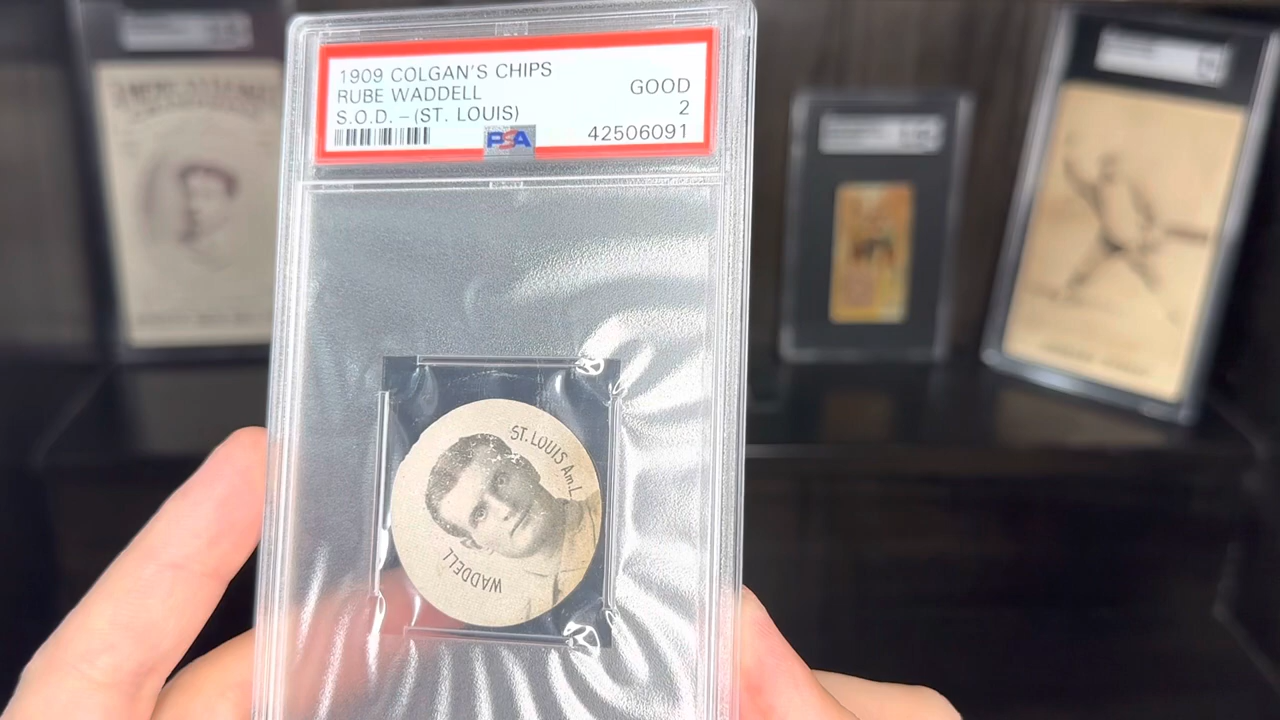 1909 COLGAN'S CHIPS
RUBE WADDELL
GOOD
S.O.D. - (ST. LOUIS)
2
PSA
42506091
ST. LOUIS Am. L.
WADDELL